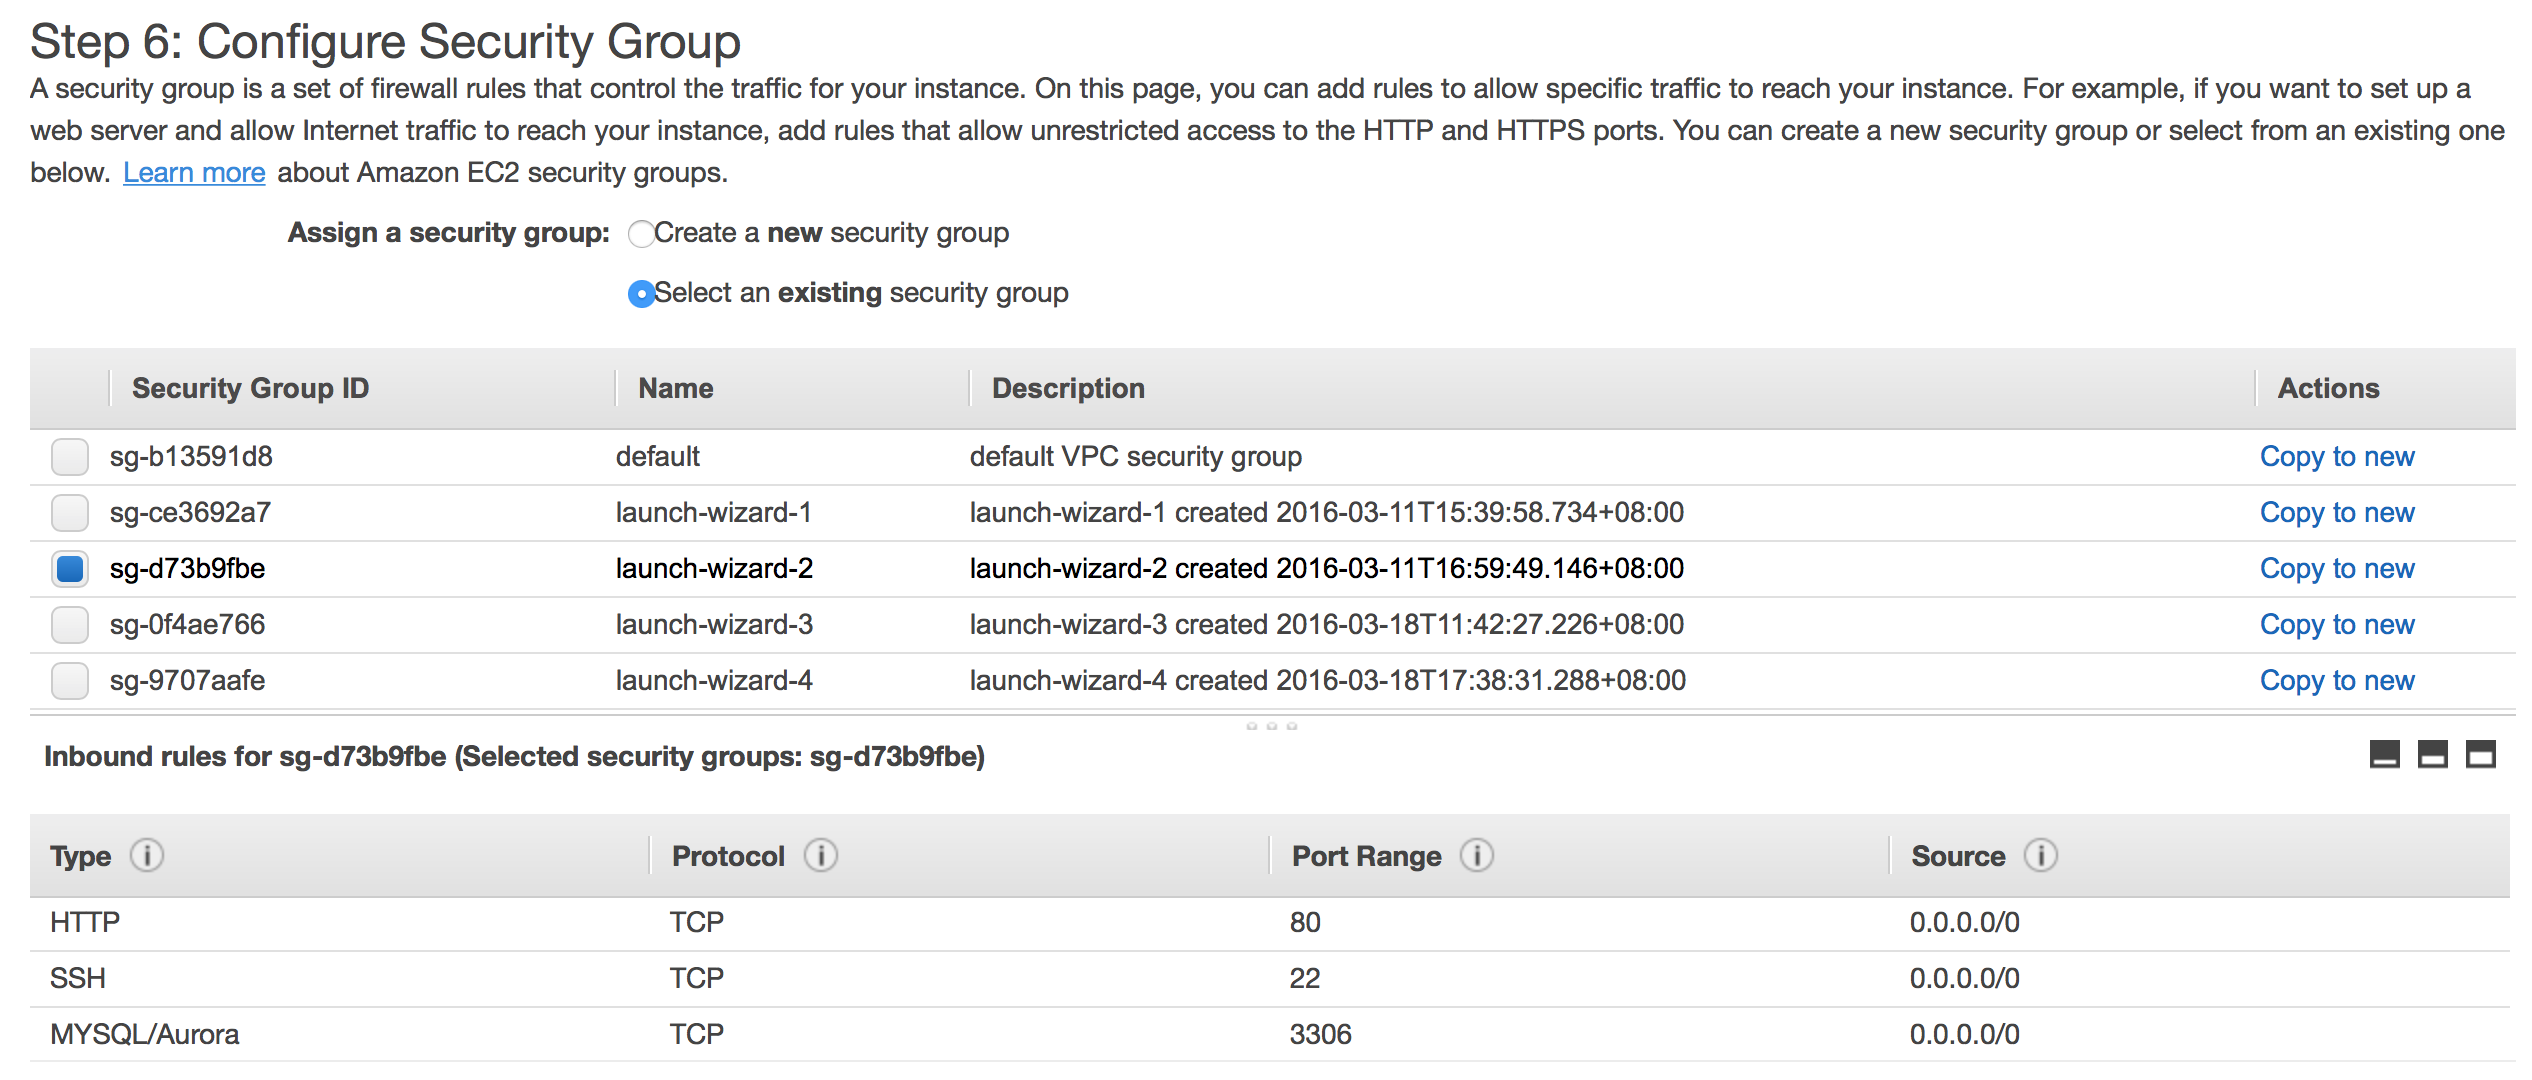 Step 6: Configure Security Group
A security group is a set of firewall rules that control the traffic for your instance. On this page, you can add rules to allow specific traffic to reach your instance. For example, if you want to set up a
web server and allow Internet traffic to reach your instance, add rules that allow unrestricted access to the HTTP and HTTPS ports. You can create a new security group or select from an existing one
below. Learn more about Amazon EC2 security groups.
Assign a security group: Create a new security group
Select an existing security group
Security Group ID Name Description Actions
sg-b13591d8 default default VPC security group Copy to new
sg-ce3692a7 launch-wizard-1 launch-wizard-1 created 2016-03-11T15:39:58.734+08:00 Copy to new
sg-d73b9fbe launch-wizard-2 launch-wizard-2 created 2016-03-11T16:59:49.146+08:00 Copy to new
sg-0f4ae766 launch-wizard-3 launch-wizard-3 created 2016-03-18T11:42:27.226+08:00 Copy to new
sg-9707aafe launch-wizard-4 launch-wizard-4 created 2016-03-18T17:38:31.288+08:00 Copy to new
Inbound rules for sg-d73b9fbe (Selected security groups: sg-d73b9fbe)
Type Protocol Port Range Source
HTTP TCP 80 0.0.0.0/0
SSH TCP 22 0.0.0.0/0
MYSQL/Aurora TCP 3306 0.0.0.0/0